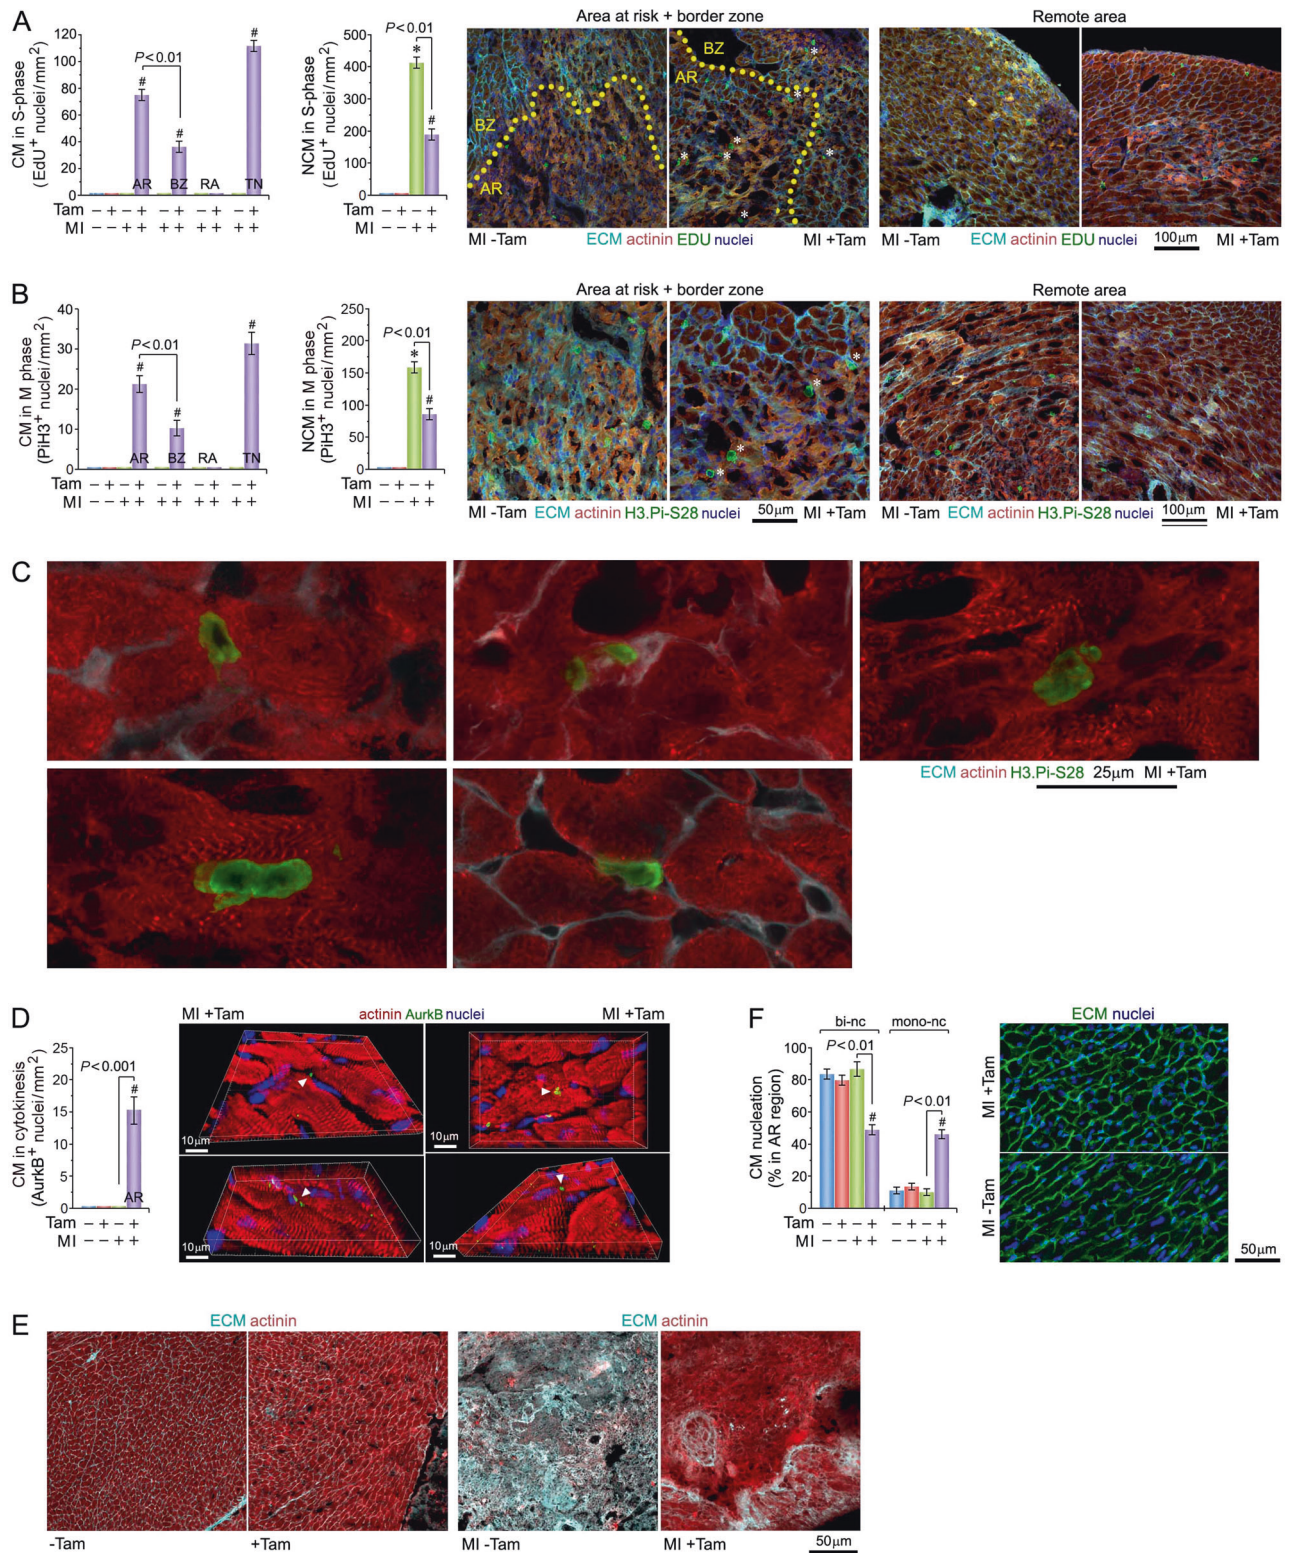 A
CM in S-phase
(EdU+ nuclei/mm2)
120
100
80
60
40
20
0
P<0.01
#
#
#
AR
BZ
RA
TN
Tam
− + − + − + − + − +
MI
+ + + + + + + +
NCM in S-phase
(EdU+ nuclei/mm2)
500
400
300
200
100
0
P<0.01
*
#
− + − +
+ +
Area at risk + border zone
BZ
AR
BZ
AR
* * * * * * *
MI -Tam
ECM actinin EDU nuclei
MI +Tam
Remote area
MI -Tam
ECM actinin EDU nuclei
100µm
MI +Tam
B
CM in M phase
(PiH3+ nuclei/mm2)
40
30
20
10
0
P<0.01
#
#
#
AR
BZ
RA
TN
Tam
− + − + − + − + − +
MI
− − + + + + + + + +
NCM in M phase
(PiH3+ nuclei/mm2)
250
200
150
100
50
0
P<0.01
*
#
− + − +
− − + +
Area at risk + border zone
* * * *
MI -Tam
ECM actinin H3.Pi-S28 nuclei
50µm
MI +Tam
Remote area
MI -Tam
ECM actinin H3.Pi-S28 nuclei
100µm
MI +Tam
C
ECM actinin H3.Pi-S28 25µm MI +Tam
D
CM in cytokinesis
(AurkB+ nuclei/mm2)
25
20
15
10
5
0
P<0.001
#
AR
Tam
− + − +
MI
− − + +
MI +Tam
actinin AurkB nuclei
MI +Tam
10µm
10µm
10µm
10µm
F
CM nucleation
(% in AR region)
100
80
60
40
20
0
bi-nc
mono-nc
P<0.01
#
P<0.01
#
Tam
− + − + − + − +
MI
− − + + − − + +
ECM nuclei
MI +Tam
MI -Tam
50µm
E
ECM actinin
-Tam
+Tam
ECM actinin
MI -Tam
MI +Tam
50µm